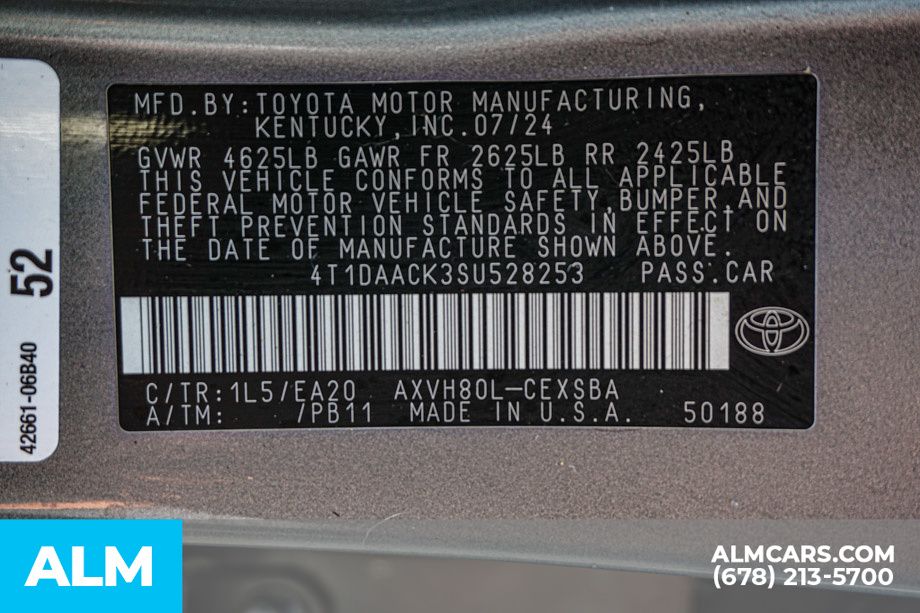 MFD.BY:TOYOTA MOTOR MANUFACTURING,
KENTUCKY,INC.07/24
GVWR 4625LB GAWR FR 2625LB RR 2425LB
THIS VEHICLE CONFORMS TO ALL APPLICABLE
FEDERAL MOTOR VEHICLE SAFETY,BUMPER,AND
THEFT PREVENTION STANDARDS IN EFFECT ON
THE DATE OF MANUFACTURE SHOWN ABOVE.
4T1DAACK3SU528253 PASS.CAR
C/TR:1L5/EA20 AXVH80L-CEXSBA
A/TM: /PB11 MADE IN U.S.A. 50188
52
42661-06B40
ALM
ALMCARS.COM
(678) 213-5700